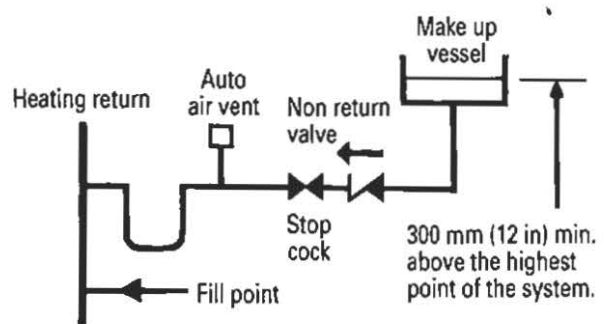 Make up
vessel
Auto
air vent
Heating return
Non return
valve
Stop
cock
300 mm (12 in) min.
above the highest
point of the system.
Fill point